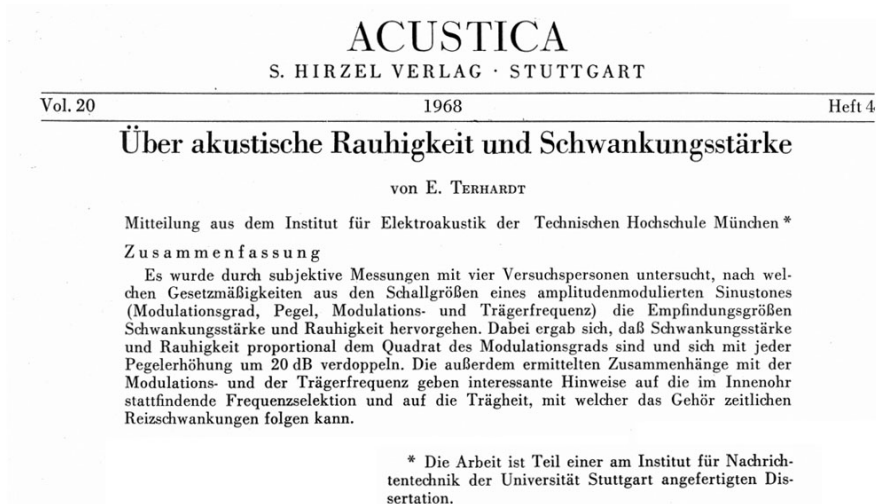 ACUSTICA
S. HIRZEL VERLAG · STUTTGART
Vol. 20 1968 Heft 4
Über akustische Rauhigkeit und Schwankungsstärke
von E. TERHARDT
Mitteilung aus dem Institut für Elektroakustik der Technischen Hochschule München *
Zusammenfassung
Es wurde durch subjektive Messungen mit vier Versuchspersonen untersucht, nach wel-
chen Gesetzmäßigkeiten aus den Schallgrößen eines amplitudenmodulierten Sinustones
(Modulationsgrad, Pegel, Modulations- und Trägerfrequenz) die Empfindungsgrößen
Schwankungsstärke und Rauhigkeit hervorgehen. Dabei ergab sich, daß Schwankungsstärke
und Rauhigkeit proportional dem Quadrat des Modulationsgrads sind und sich mit jeder
Pegelerhöhung um 20 dB verdoppeln. Die außerdem ermittelten Zusammenhänge mit der
Modulations- und der Trägerfrequenz geben interessante Hinweise auf die im Innenohr
stattfindende Frequenzselektion und auf die Trägheit, mit welcher das Gehör zeitlichen
Reizschwankungen folgen kann.
* Die Arbeit ist Teil einer am Institut für Nachrich-
tentechnik der Universität Stuttgart angefertigten Dis-
sertation.